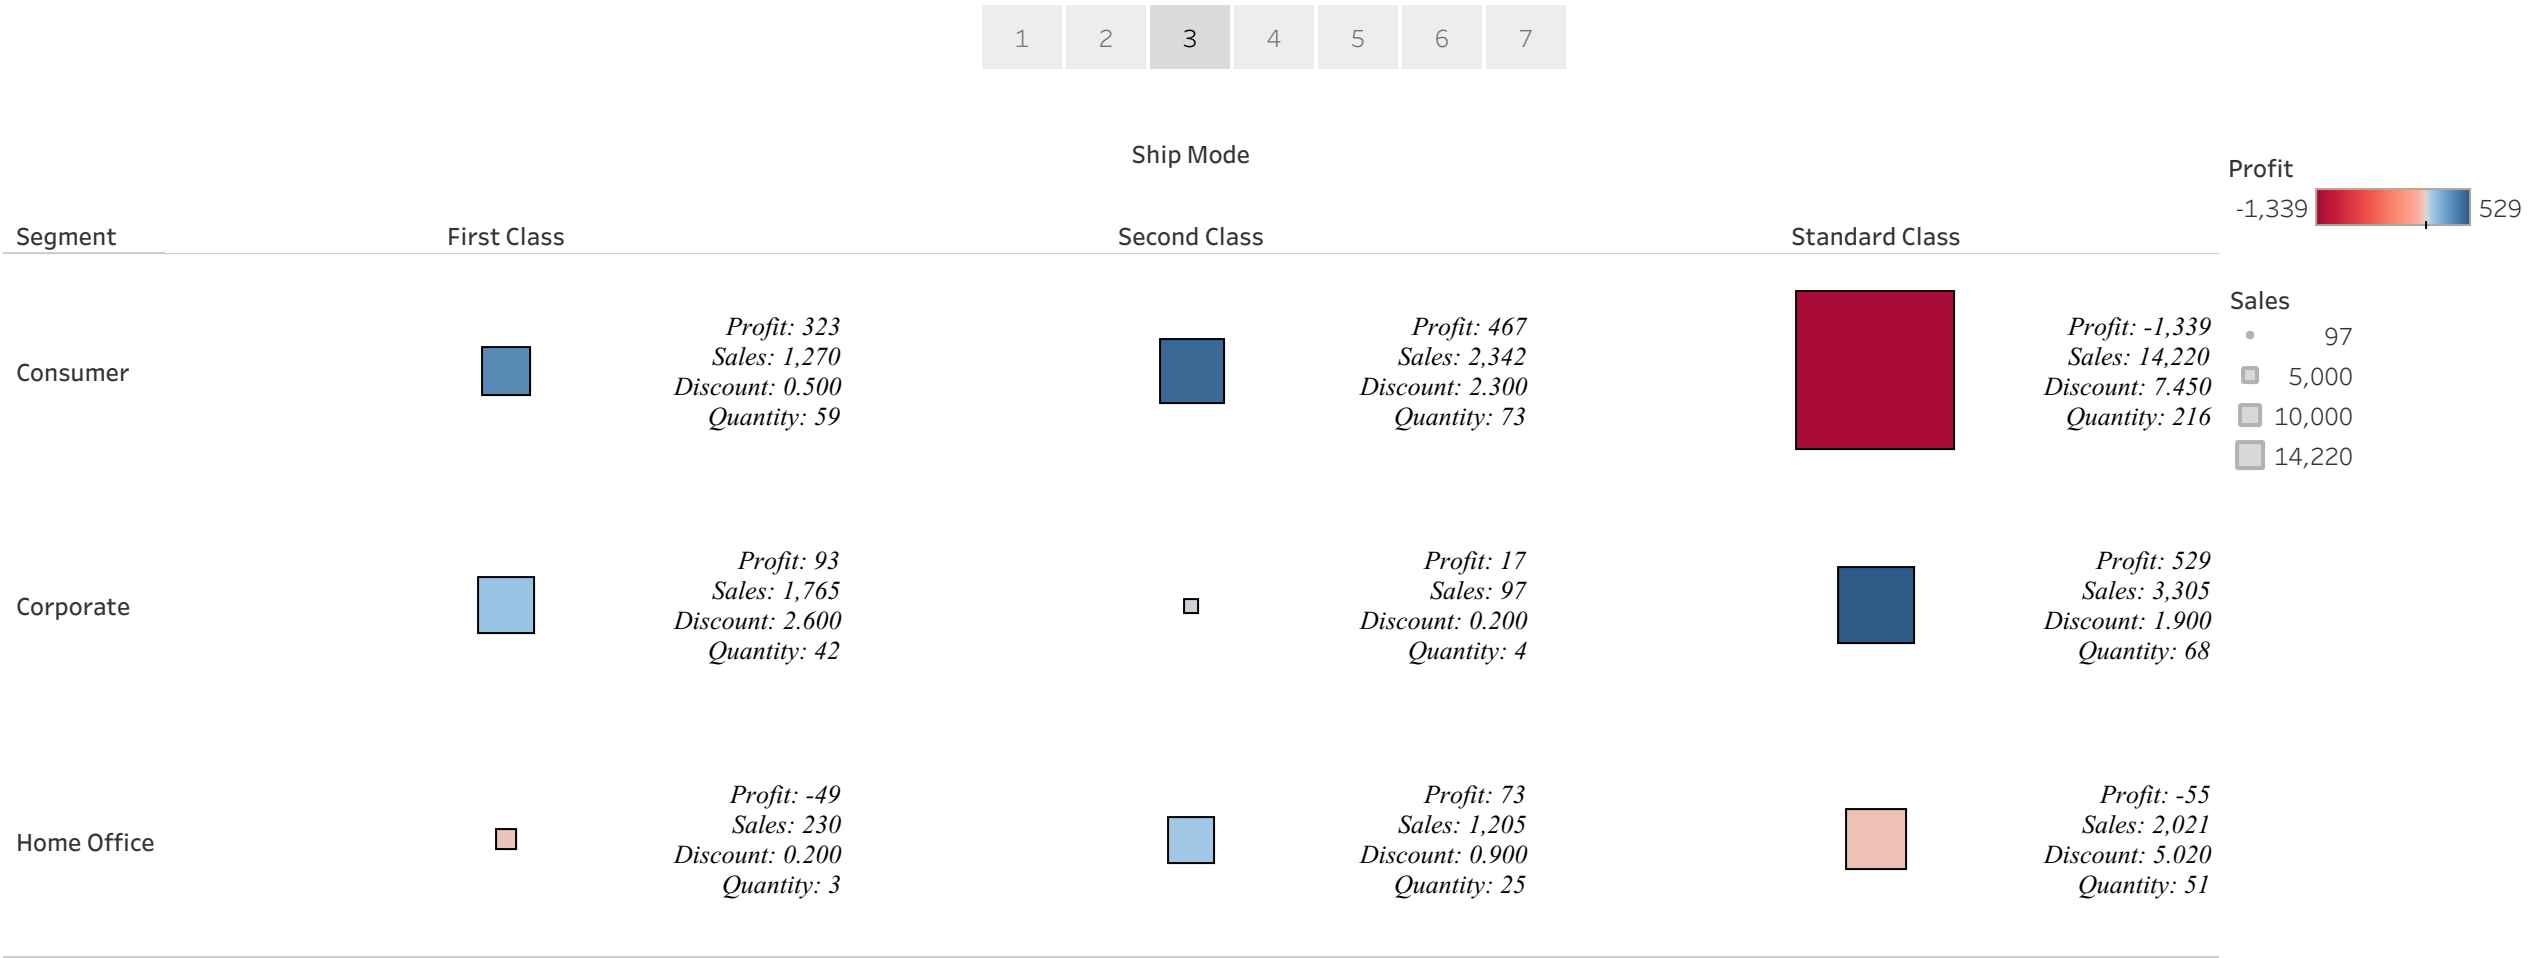 1 2 3 4 5 6 7
Ship Mode
Segment First Class Second Class Standard Class
Consumer
Profit: 323
Sales: 1,270
Discount: 0.500
Quantity: 59
Profit: 467
Sales: 2,342
Discount: 2.300
Quantity: 73
Profit: -1,339
Sales: 14,220
Discount: 7.450
Quantity: 216
Corporate
Profit: 93
Sales: 1,765
Discount: 2.600
Quantity: 42
Profit: 17
Sales: 97
Discount: 0.200
Quantity: 4
Profit: 529
Sales: 3,305
Discount: 1.900
Quantity: 68
Home Office
Profit: -49
Sales: 230
Discount: 0.200
Quantity: 3
Profit: 73
Sales: 1,205
Discount: 0.900
Quantity: 25
Profit: -55
Sales: 2,021
Discount: 5.020
Quantity: 51
Profit
-1,339 529
Sales
97
5,000
10,000
14,220